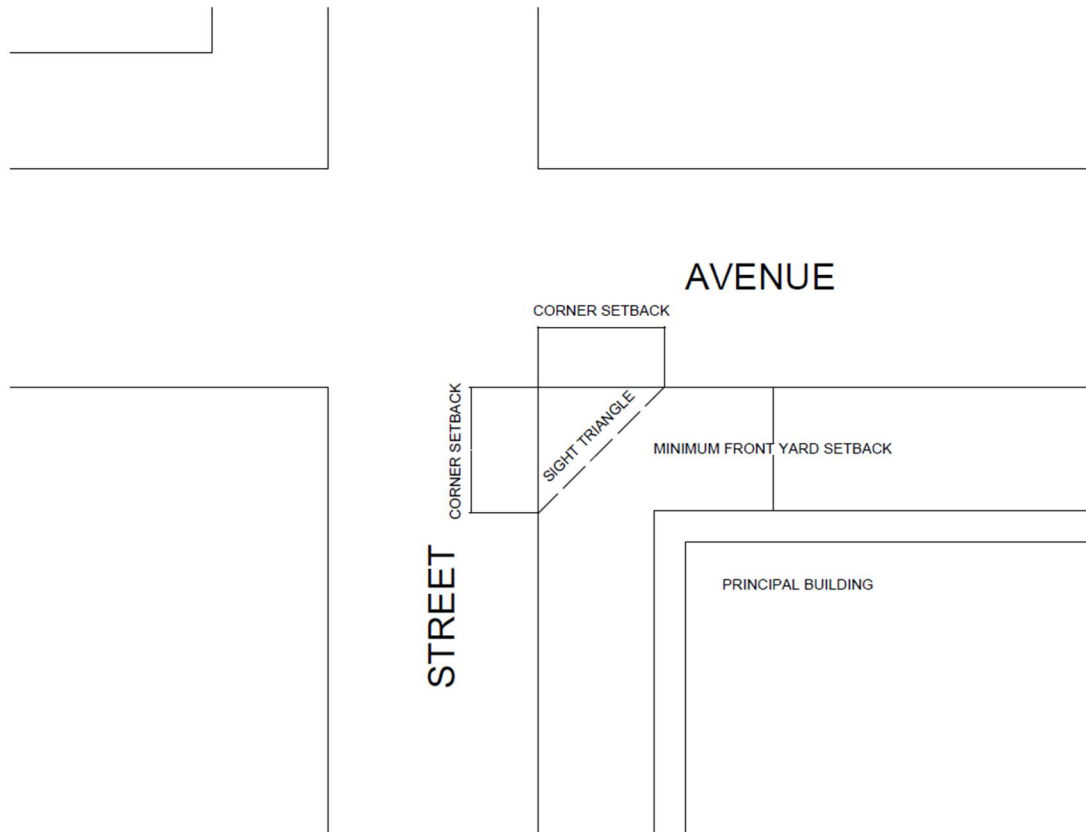 AVENUE
CORNER SETBACK
CORNER SETBACK
SIGHT TRIANGLE
MINIMUM FRONT YARD SETBACK
STREET
PRINCIPAL BUILDING